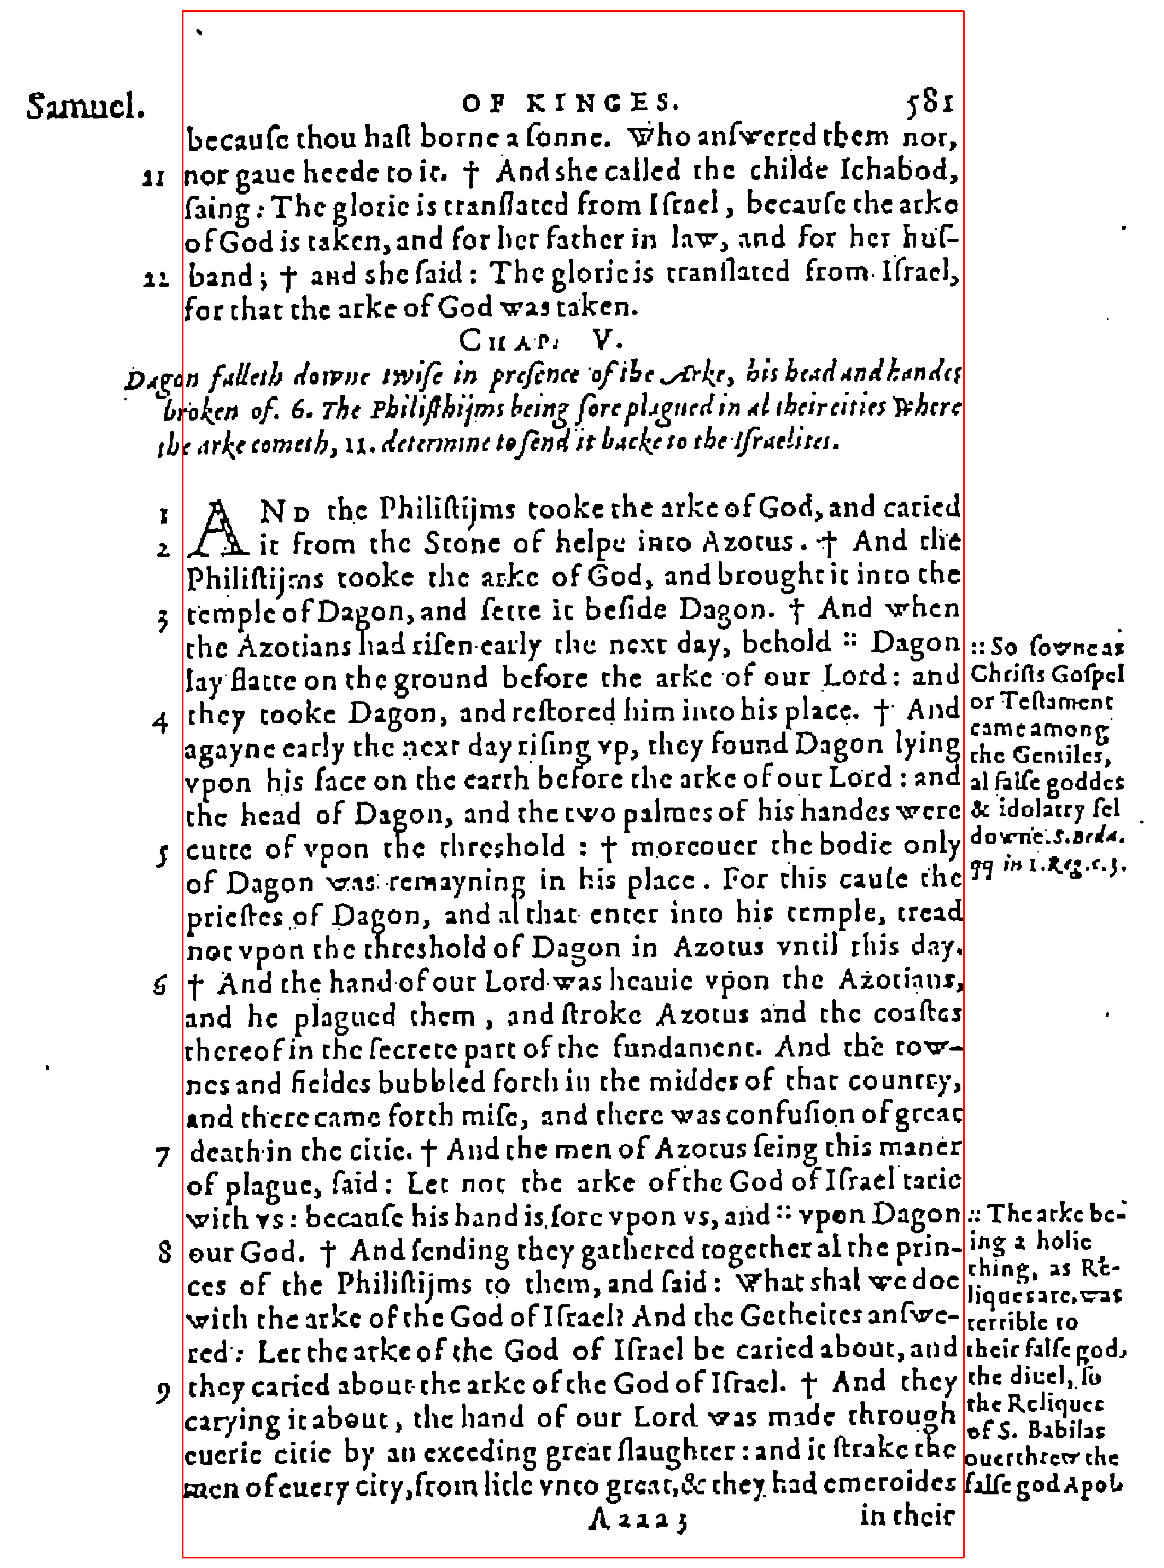 Samuel. OF KINGES. 581
becauſe thou haſt borne a ſonne. Who anſwered them not,
11 nor gaue heede to it. † And she called the childe Ichabod,
ſaing: The glorie is tranſlated from Iſrael, becauſe the arke
of God is taken, and for her father in law, and for her huſ-
22 band; † and she ſaid: The glorie is tranſlated from Iſrael,
for that the arke of God was taken.
CHAP. V.
Dagon falleth downe twiſe in preſence of the Arke, his head and handes
broken of. 6. The Philiſthijms being ſore plagued in al their cities where
the arke cometh, 11. determine to ſend it backe to the Iſraelites.
1 AND the Philiſtijms tooke the arke of God, and caried
2 it from the Stone of helpe into Azotus. † And the
Philiſtijms tooke the arke of God, and brought it into the
3 temple of Dagon, and ſette it beſide Dagon. † And when
the Azotians had riſen early the next day, behold :: Dagon
lay flatte on the ground before the arke of our Lord: and
4 they tooke Dagon, and reſtored him into his place. † And
agayne early the next day riſing vp, they found Dagon lying
vpon his face on the earth before the arke of our Lord: and
the head of Dagon, and the two palmes of his handes were
5 cutte of vpon the threshold: † moreouer the bodie only
of Dagon was remayning in his place. For this cauſe the
prieſtes of Dagon, and al that enter into his temple, tread
not vpon the threshold of Dagon in Azotus vntil this day.
6 † And the hand of our Lord was heauie vpon the Azotians,
and he plagued them, and ſtroke Azotus and the coaſtes
thereof in the ſecrete part of the fundament. And the tow-
nes and fieldes bubbled forth in the middes of that country,
and there came forth miſe, and there was confuſion of great
7 death in the citie. † And the men of Azotus ſeing this maner
of plague, ſaid: Let not the arke of the God of Iſrael tarie
with vs: becauſe his hand is ſore vpon vs, and :: vpon Dagon
8 our God. † And ſending they gathered together al the prin-
ces of the Philiſtijms to them, and ſaid: What shal we doe
with the arke of the God of Iſrael? And the Getheites anſwe-
red: Let the arke of the God of Iſrael be caried about, and
9 they caried about the arke of the God of Iſrael. † And they
carying it about, the hand of our Lord was made through
euerie citie by an exceding great ſlaughter: and it ſtrake the
men of euery city, from litle vnto great, & they had emeroides
Aaaa 3 in their
:: So ſowne as
Chriſts Goſpel
or Teſtament
came among
the Gentiles,
al falſe goddes
& idolatry fel
downe. S. Beda.
qq in 1. Reg. c. 3.
:: The arke be-
ing a holie
thing, as Re-
liques are, was
terrible to
their falſe god,
the diuel, ſo
the Reliques
of S. Babilas
ouerthrew the
falſe god Apol-